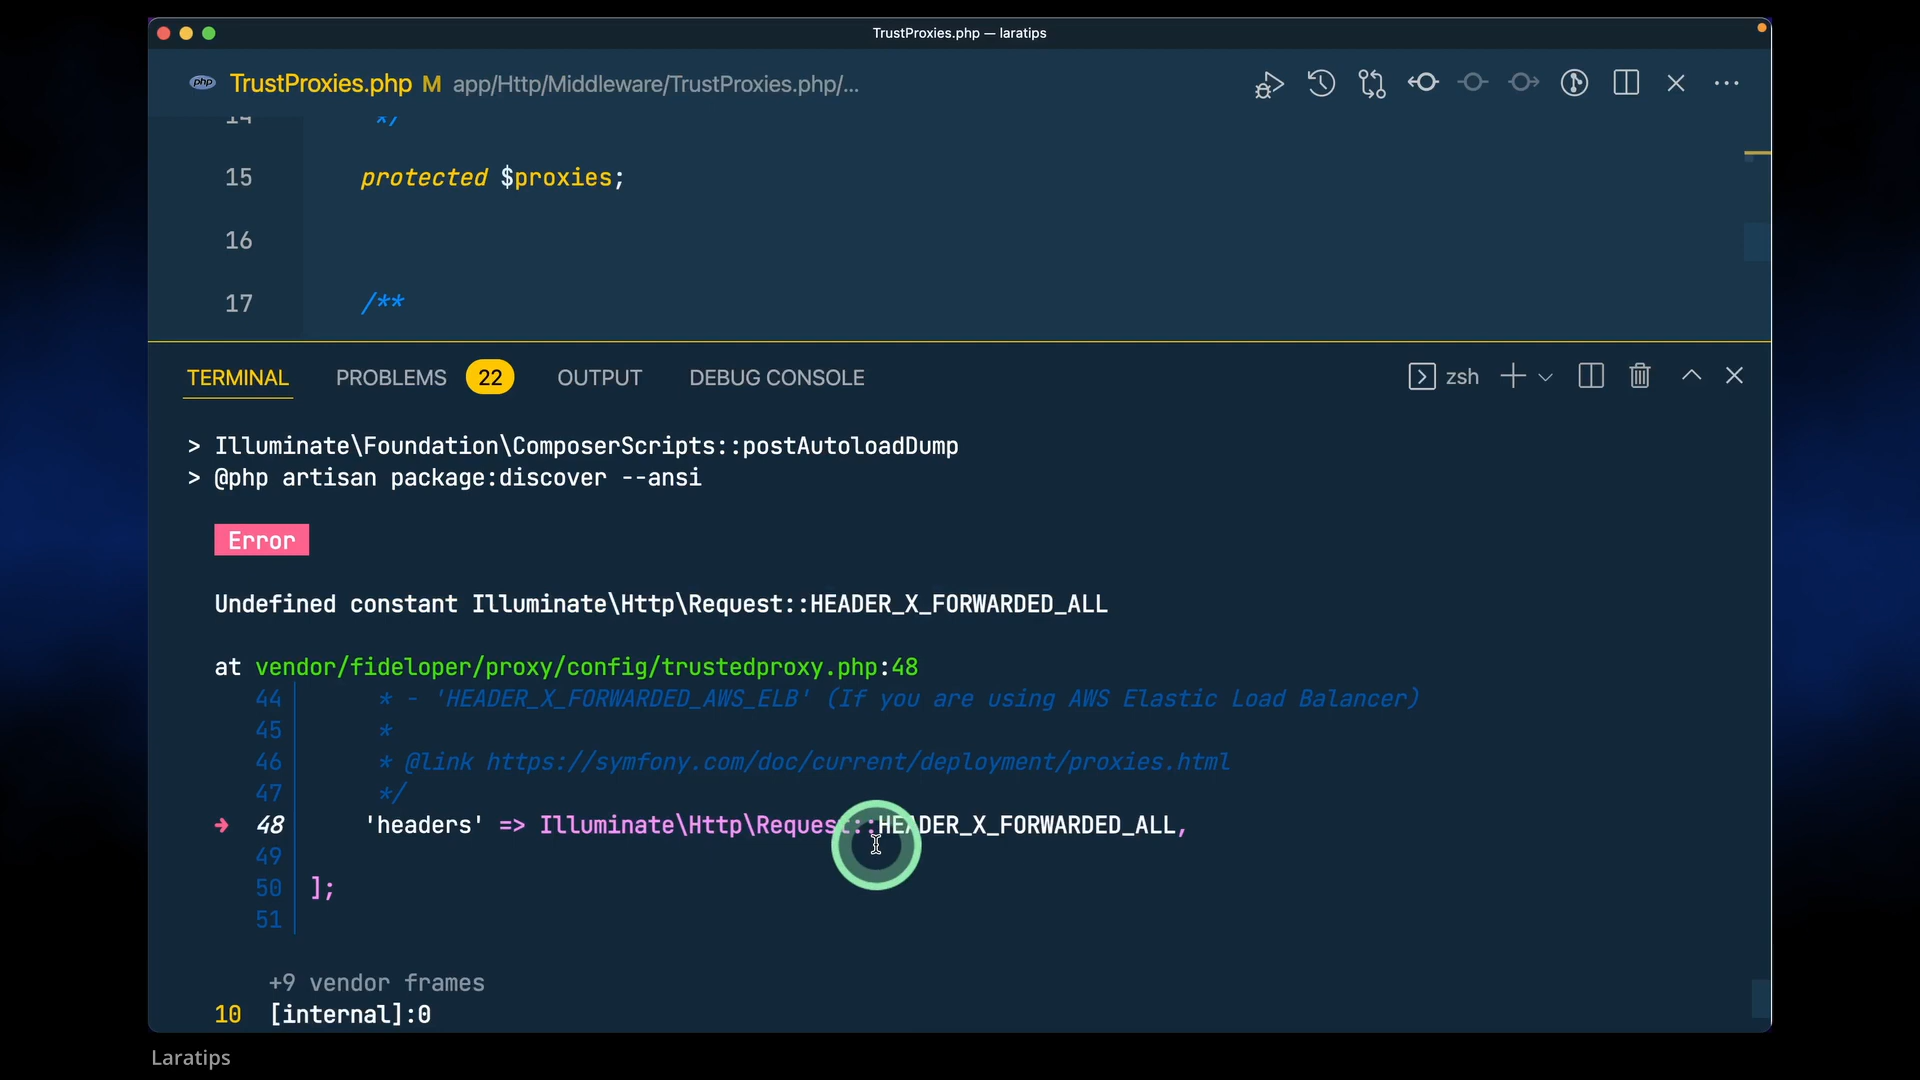 TrustProxies.php — laratips
php TrustProxies.php M app/Http/Middleware/TrustProxies.php/...
14 */
15 protected $proxies;
16
17 /**
TERMINAL PROBLEMS 22 OUTPUT DEBUG CONSOLE zsh
> Illuminate\Foundation\ComposerScripts::postAutoloadDump
> @php artisan package:discover --ansi
Error
Undefined constant Illuminate\Http\Request::HEADER_X_FORWARDED_ALL
at vendor/fideloper/proxy/config/trustedproxy.php:48
44 * - 'HEADER_X_FORWARDED_AWS_ELB' (If you are using AWS Elastic Load Balancer)
45 *
46 * @link https://symfony.com/doc/current/deployment/proxies.html
47 */
➜ 48 'headers' => Illuminate\Http\Request::HEADER_X_FORWARDED_ALL,
49
50 ];
51
+9 vendor frames
10 [internal]:0
Laratips